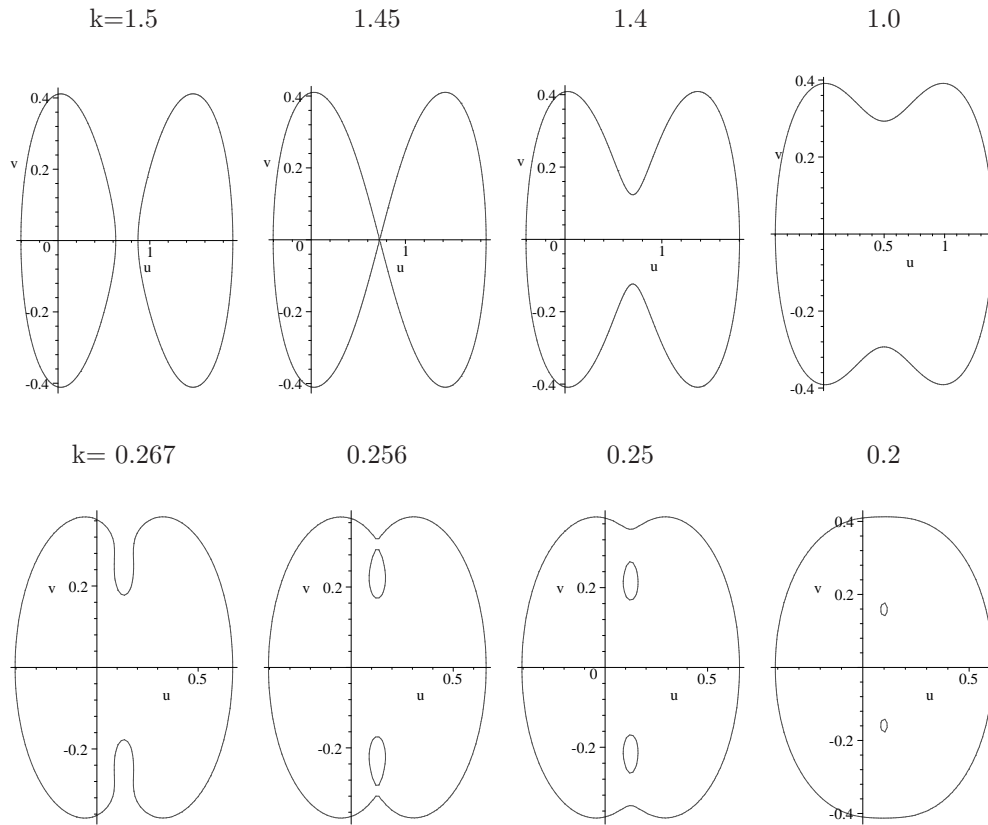 k=1.5 1.45 1.4 1.0
0.4 0.4 0.4 0.4
v 0.2 v 0.2 v 0.2 v 0.2
0 1 0 1 0 1 0.5 1
u u u u
-0.2 -0.2 -0.2 -0.2
-0.4 -0.4 -0.4 -0.4
k= 0.267 0.256 0.25 0.2
0.4
v 0.2 v 0.2 v 0.2 v 0.2
0.5 0.5 0 0.5 0.5
u u u u
-0.2 -0.2 -0.2 -0.2
-0.4